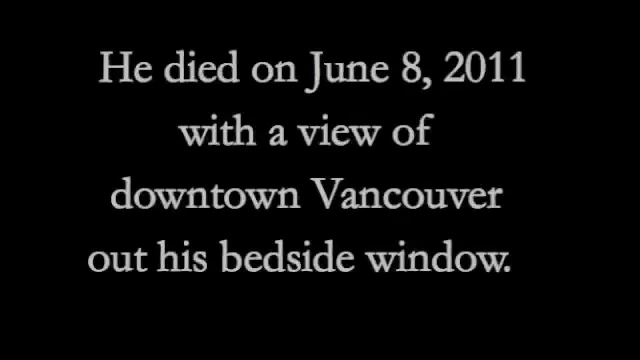 He died on June 8, 2011
with a view of
downtown Vancouver
out his bedside window.